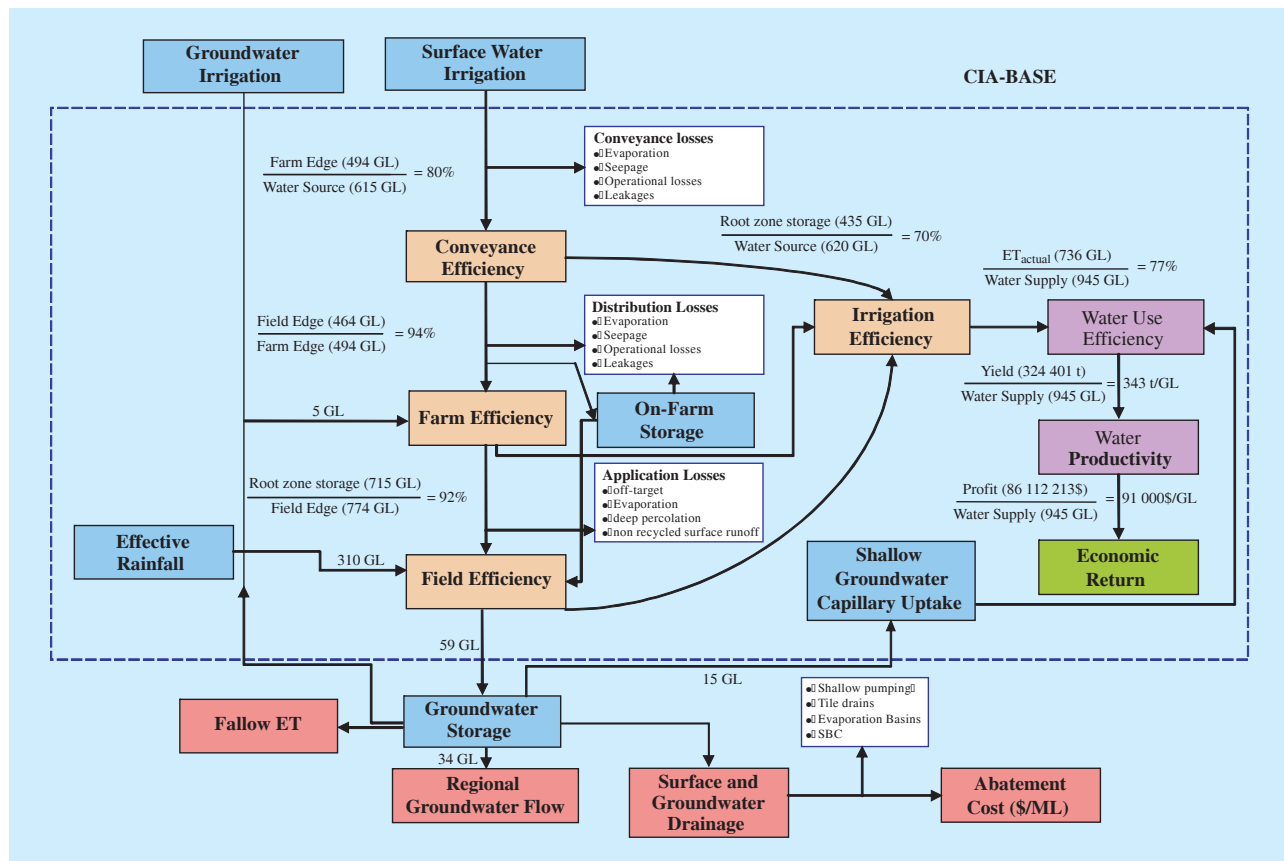 Groundwater
Irrigation
Surface Water
Irrigation
CIA-BASE
Conveyance losses
Evaporation
Seepage
Operational losses
Leakages
Farm Edge (494 GL)
Water Source (615 GL)
= 80%
Root zone storage (435 GL)
Water Source (620 GL)
= 70%
Conveyance
Efficiency
ETactual (736 GL)
Water Supply (945 GL)
= 77%
Distribution Losses
Evaporation
Seepage
Operational losses
Leakages
Irrigation
Efficiency
Water Use
Efficiency
Field Edge (464 GL)
Farm Edge (494 GL)
= 94%
Yield (324 401 t)
Water Supply (945 GL)
= 343 t/GL
5 GL
Farm Efficiency
On-Farm
Storage
Water
Productivity
Root zone storage (715 GL)
Field Edge (774 GL)
= 92%
Application Losses
off-target
Evaporation
deep percolation
non recycled surface runoff
Profit (86 112 213$)
Water Supply (945 GL)
= 91 000$/GL
Effective
Rainfall
310 GL
Field Efficiency
Shallow
Groundwater
Capillary Uptake
Economic
Return
59 GL
15 GL
Shallow pumping
Tile drains
Evaporation Basins
SBC
Fallow ET
Groundwater
Storage
34 GL
Regional
Groundwater Flow
Surface and
Groundwater
Drainage
Abatement
Cost ($/ML)